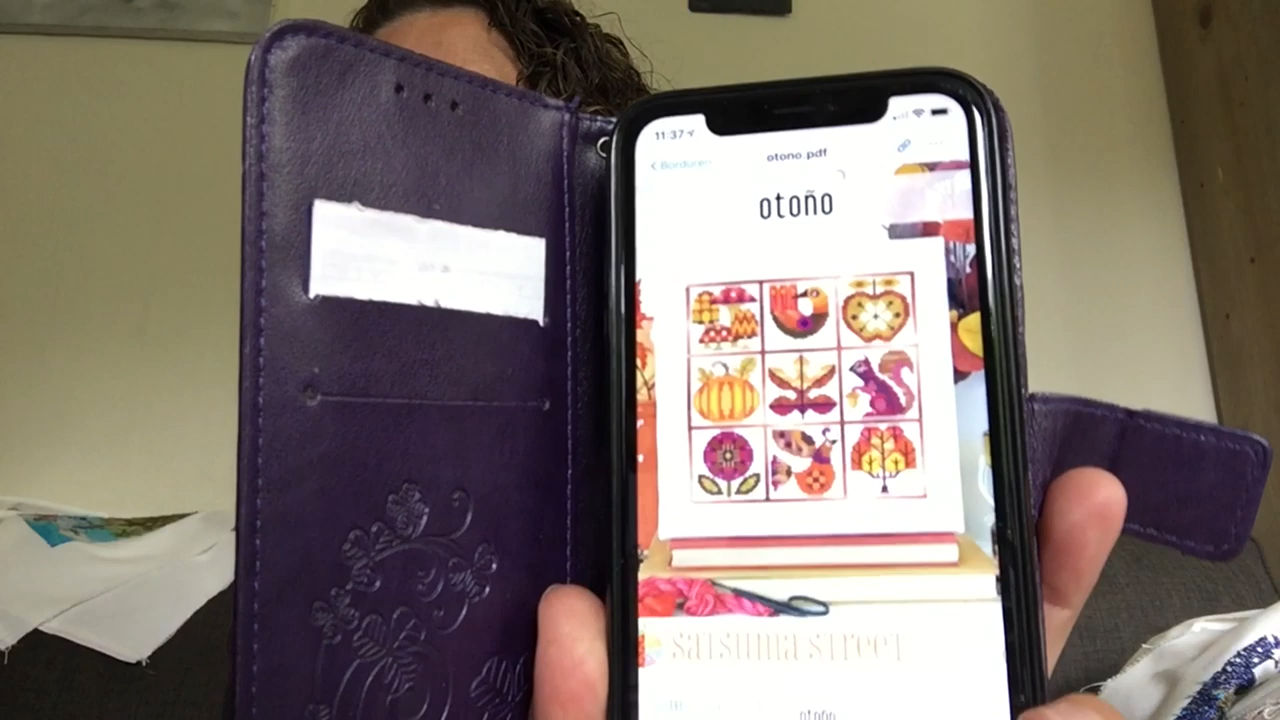 11:37
Borduren
otono.pdf
otoño
satsuma street
otoño